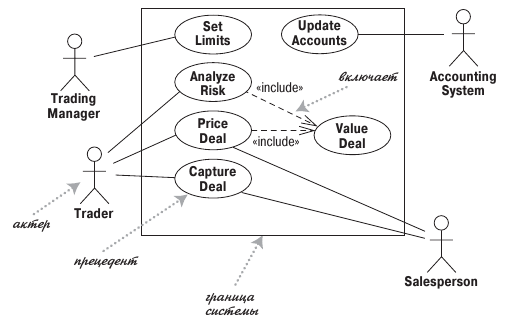 Set
Limits
Update
Accounts
Trading
Manager
Accounting
System
Analyze
Risk
«include»
включает
Price
Deal
«include»
Value
Deal
Capture
Deal
Trader
актер
прецедент
Salesperson
граница
системы